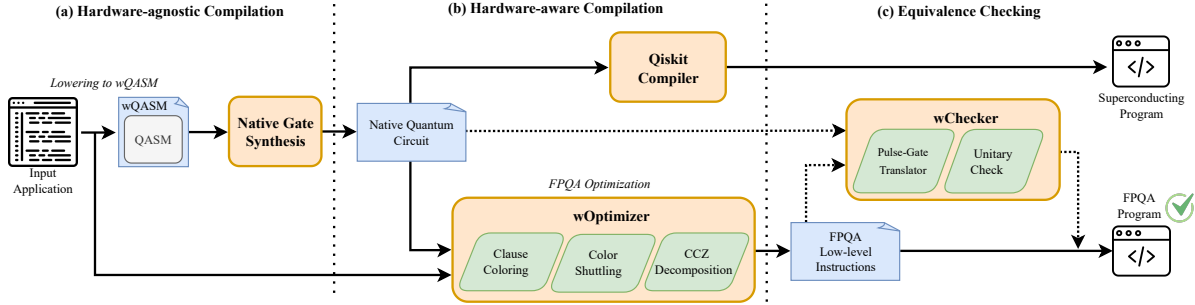 (a) Hardware-agnostic Compilation
(b) Hardware-aware Compilation
(c) Equivalence Checking
Lowering to wQASM
wQASM
QASM
Input
Application
Native Gate
Synthesis
Native Quantum
Circuit
Qiskit
Compiler
</>
Superconducting
Program
wChecker
Pulse-Gate
Translator
Unitary
Check
FPQA Optimization
wOptimizer
Clause
Coloring
Color
Shuttling
CCZ
Decomposition
FPQA
Low-level
Instructions
FPQA
Program
</>